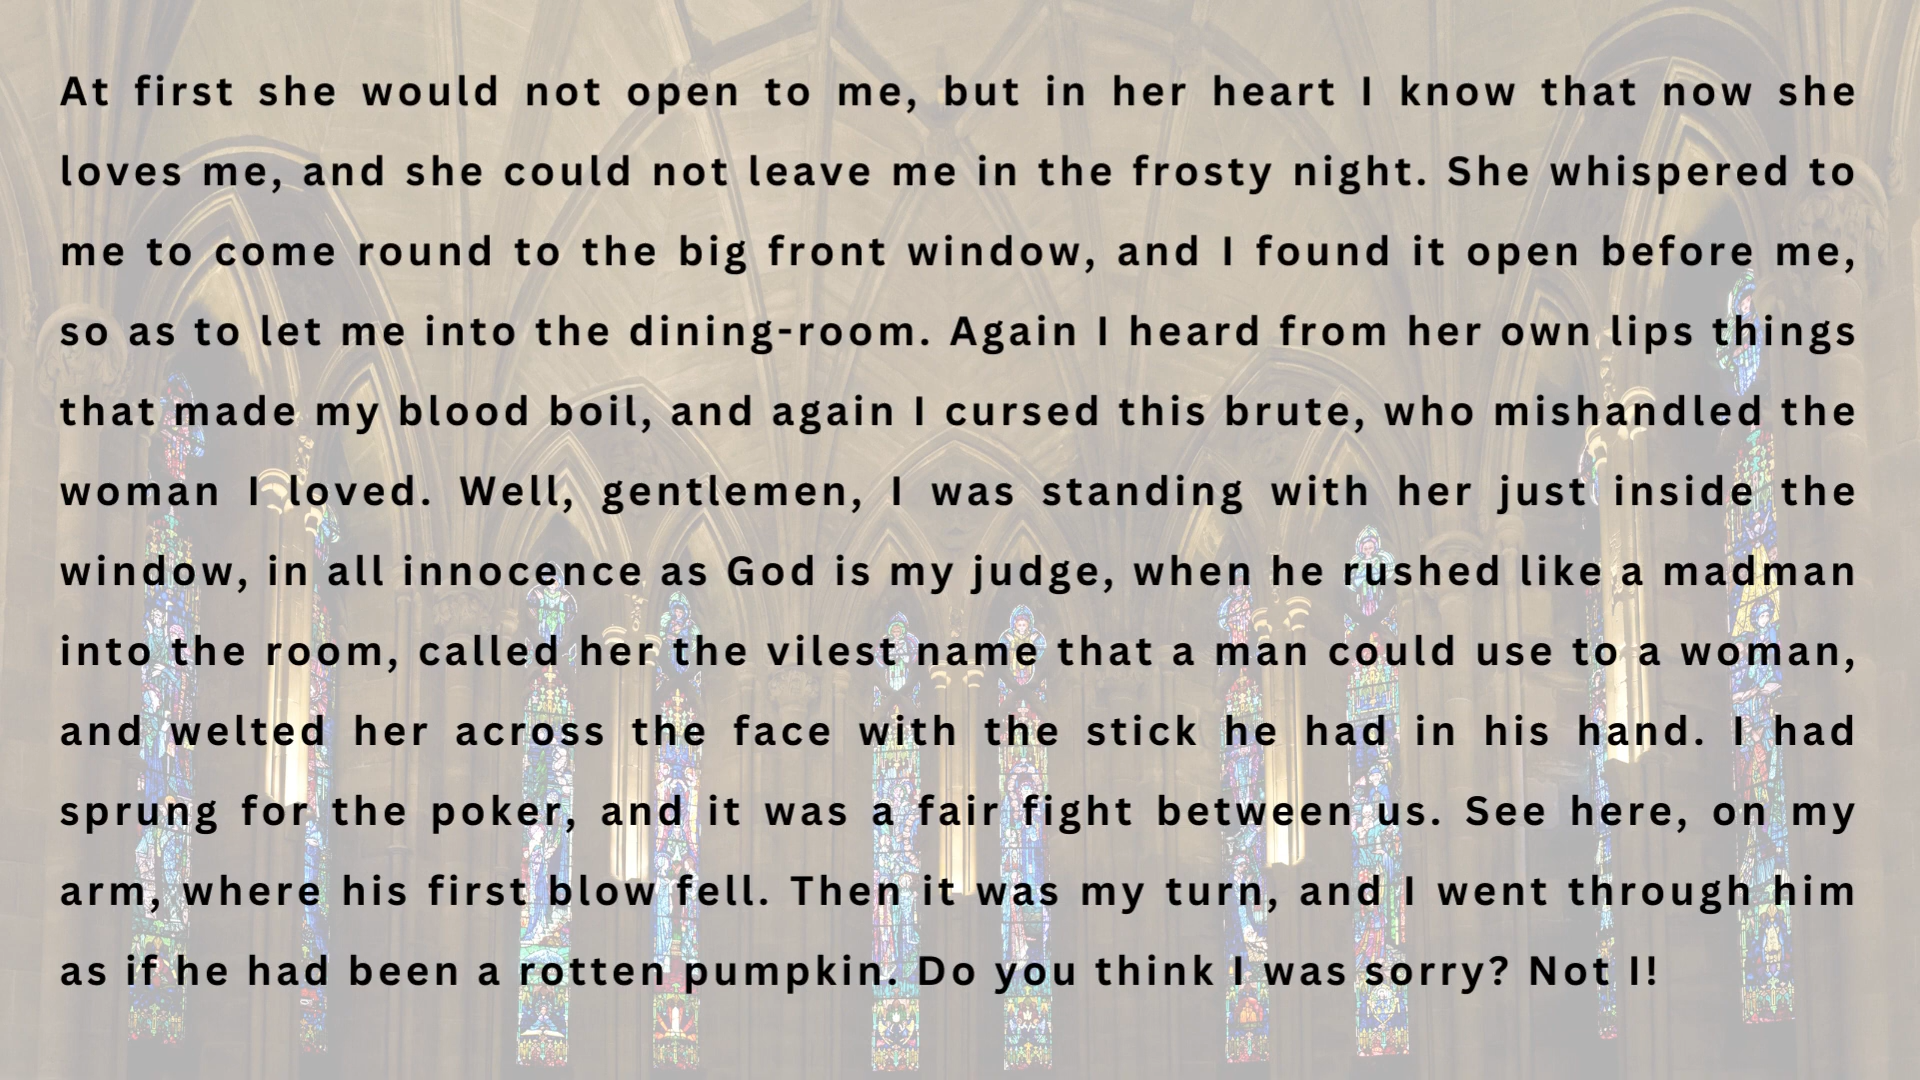 At first she would not open to me, but in her heart I know that now she
loves me, and she could not leave me in the frosty night. She whispered to
me to come round to the big front window, and I found it open before me,
so as to let me into the dining-room. Again I heard from her own lips things
that made my blood boil, and again I cursed this brute, who mishandled the
woman I loved. Well, gentlemen, I was standing with her just inside the
window, in all innocence as God is my judge, when he rushed like a madman
into the room, called her the vilest name that a man could use to a woman,
and welted her across the face with the stick he had in his hand. I had
sprung for the poker, and it was a fair fight between us. See here, on my
arm, where his first blow fell. Then it was my turn, and I went through him
as if he had been a rotten pumpkin. Do you think I was sorry? Not I!